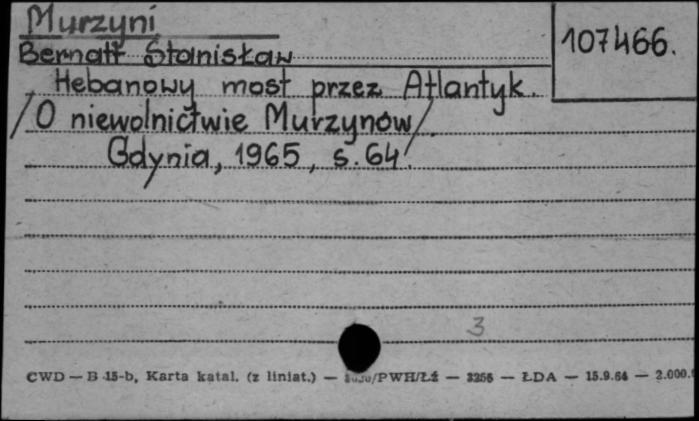 Murzyni
107466.
Bernatt Stanisław
Hebanowy most przez Atlantyk.
/O niewolnictwie Murzynów/.
Gdynia, 1965, s. 64.
3
CWD — B 15-b, Karta katal. (z liniat.) — /PWH/Łź — 3256 — ŁDA — 15.9.64 — 2.000.